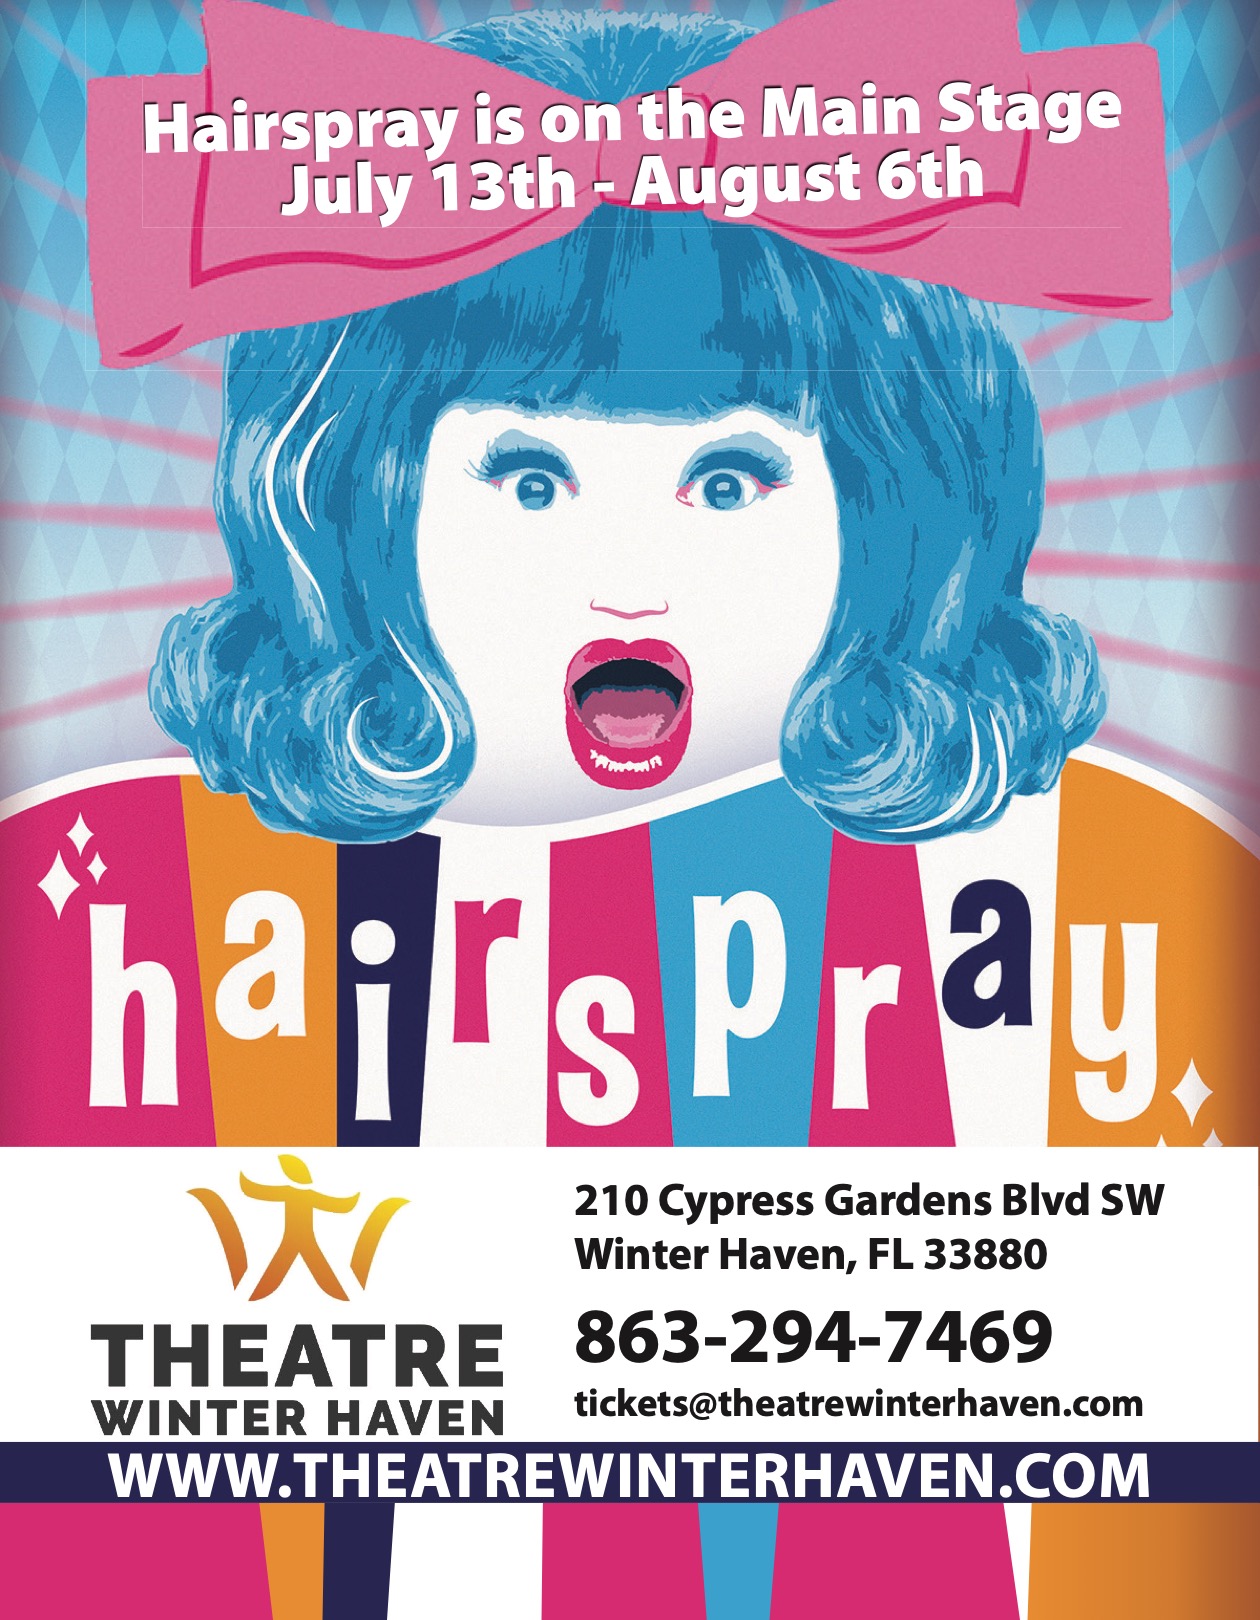 Hairspray is on the Main Stage
July 13th - August 6th
hairspray
THEATRE
WINTER HAVEN
210 Cypress Gardens Blvd SW
Winter Haven, FL 33880
863-294-7469
tickets@theatrewinterhaven.com
WWW.THEATREWINTERHAVEN.COM